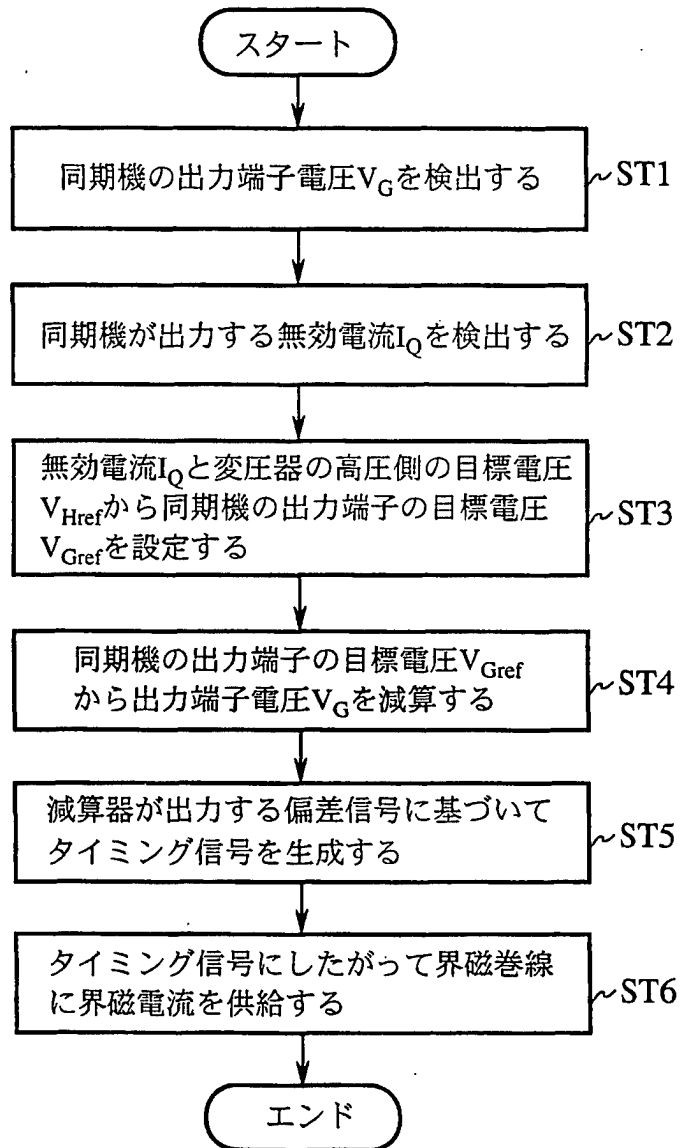 スタート
同期機の出力端子電圧VGを検出する
~ST1
同期機が出力する無効電流IQを検出する
~ST2
無効電流IQと変圧器の高圧側の目標電圧
VHrefから同期機の出力端子の目標電圧
VGrefを設定する
~ST3
同期機の出力端子の目標電圧VGref
から出力端子電圧VGを減算する
~ST4
減算器が出力する偏差信号に基づいて
タイミング信号を生成する
~ST5
タイミング信号にしたがって界磁巻線
に界磁電流を供給する
~ST6
エンド